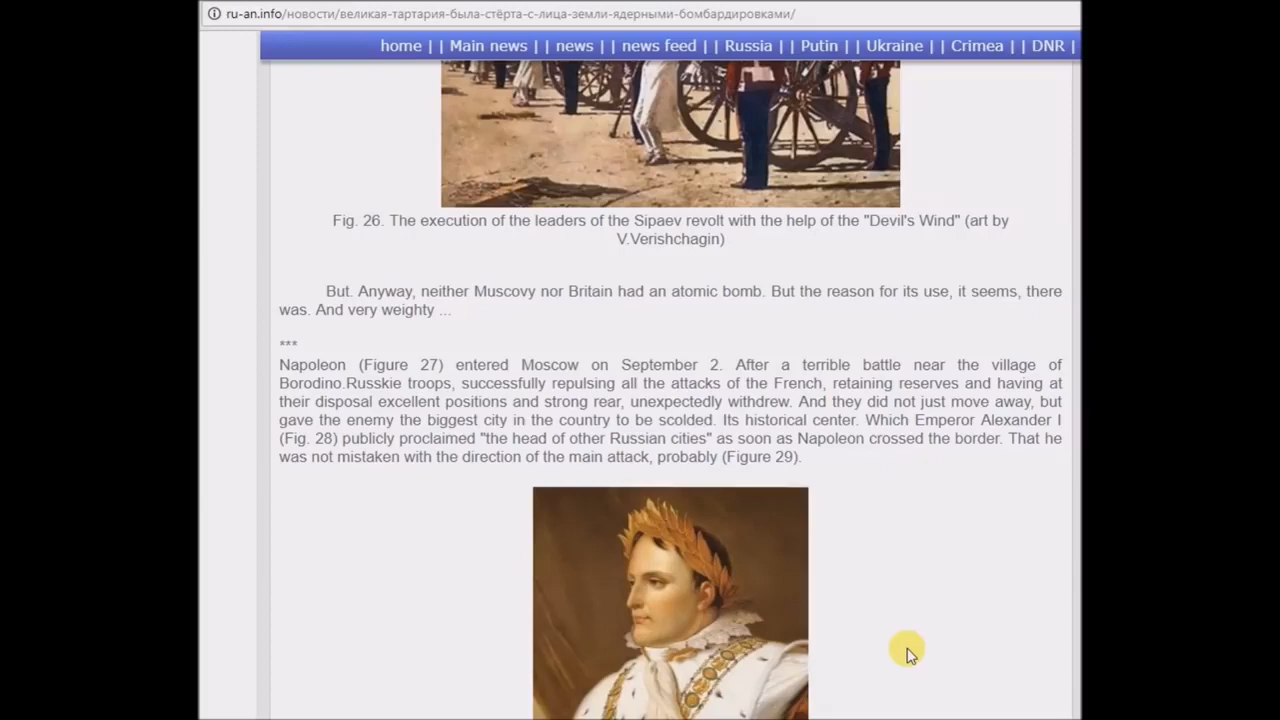 ru-an.info/новости/великая-тартария-была-стёрта-с-лица-земли-ядерными-бомбардировками/
home | | Main news | | news | | news feed | | Russia | | Putin | | Ukraine | | Crimea | | DNR |
Fig. 26. The execution of the leaders of the Sipaev revolt with the help of the "Devil's Wind" (art by
V.Verishchagin)
But. Anyway, neither Muscovy nor Britain had an atomic bomb. But the reason for its use, it seems, there
was. And very weighty ...
***
Napoleon (Figure 27) entered Moscow on September 2. After a terrible battle near the village of
Borodino.Russkie troops, successfully repulsing all the attacks of the French, retaining reserves and having at
their disposal excellent positions and strong rear, unexpectedly withdrew. And they did not just move away, but
gave the enemy the biggest city in the country to be scolded. Its historical center. Which Emperor Alexander I
(Fig. 28) publicly proclaimed "the head of other Russian cities" as soon as Napoleon crossed the border. That he
was not mistaken with the direction of the main attack, probably (Figure 29).